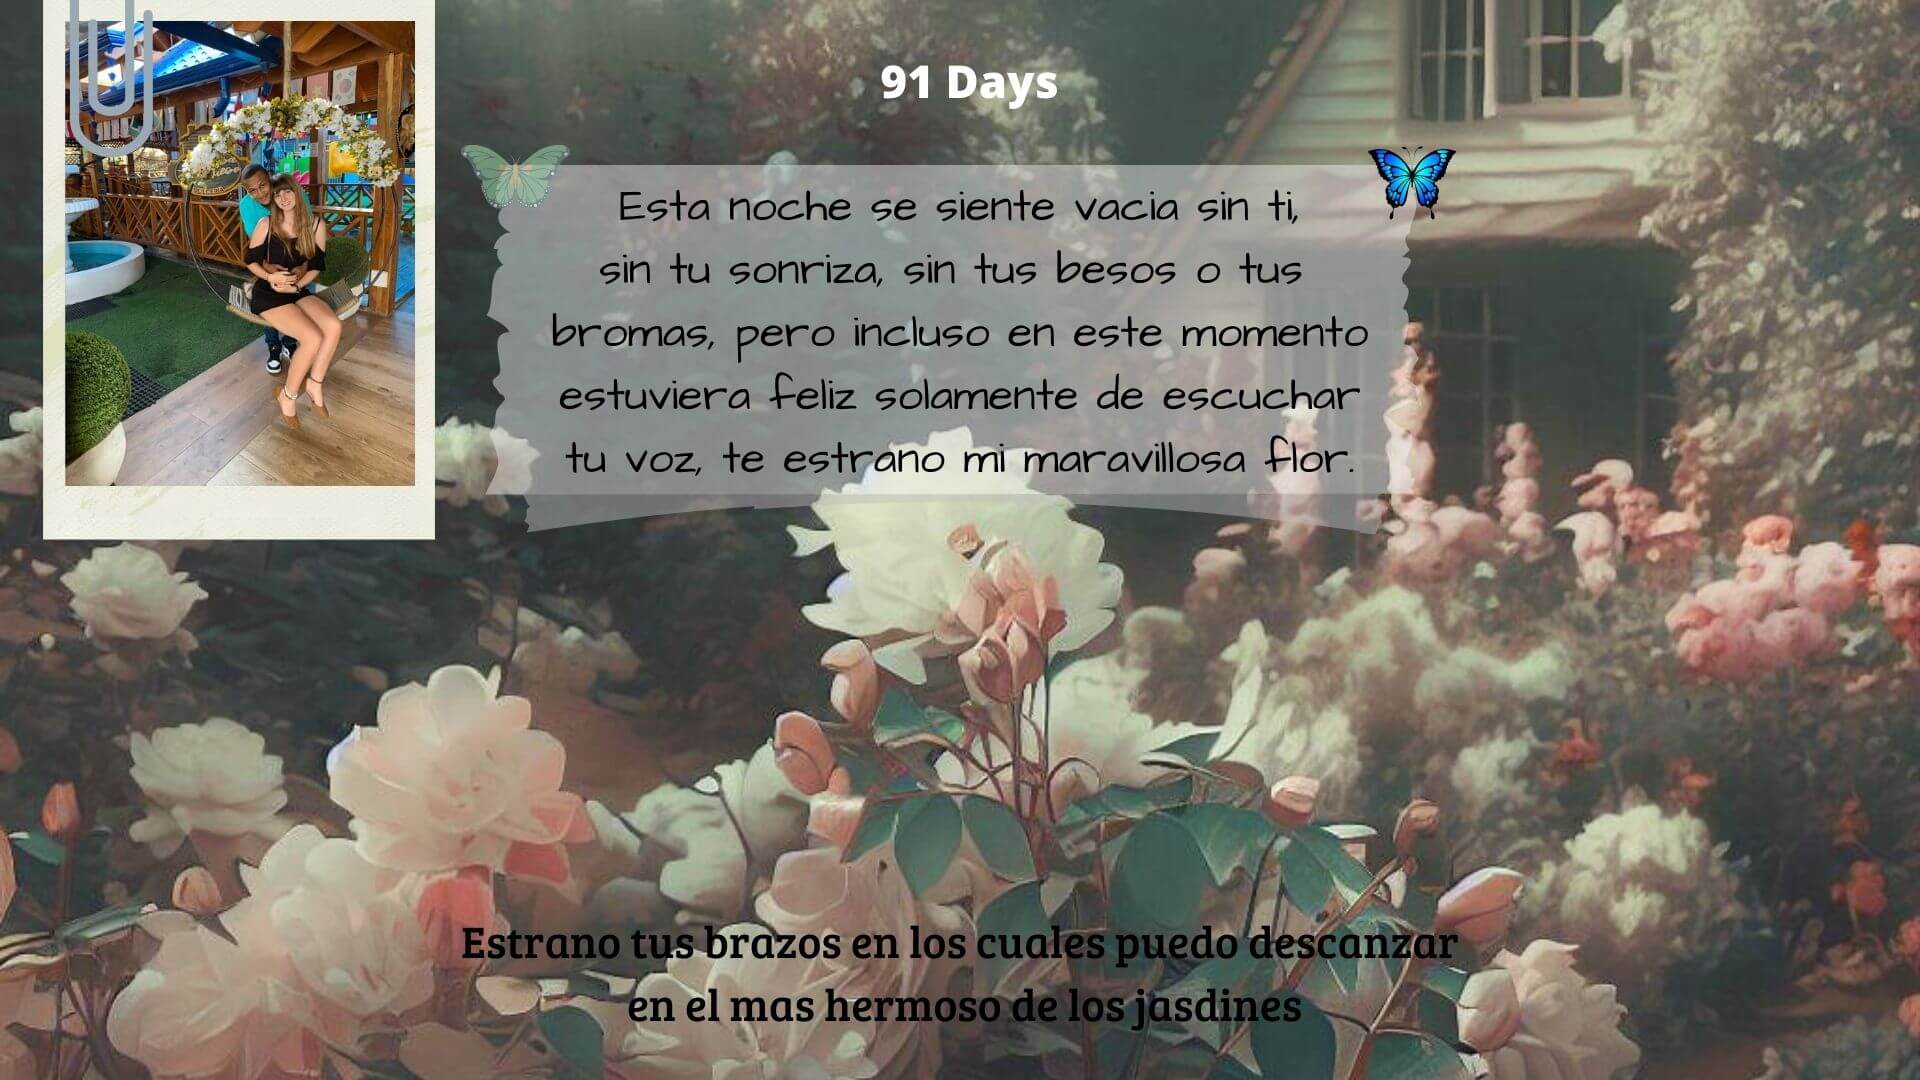 91 Days
Esta noche se siente vacia sin ti,
sin tu sonriza, sin tus besos o tus
bromas, pero incluso en este momento
estuviera feliz solamente de escuchar
tu voz, te estrano mi maravillosa flor.
Estrano tus brazos en los cuales puedo descanzar
en el mas hermoso de los jasdines